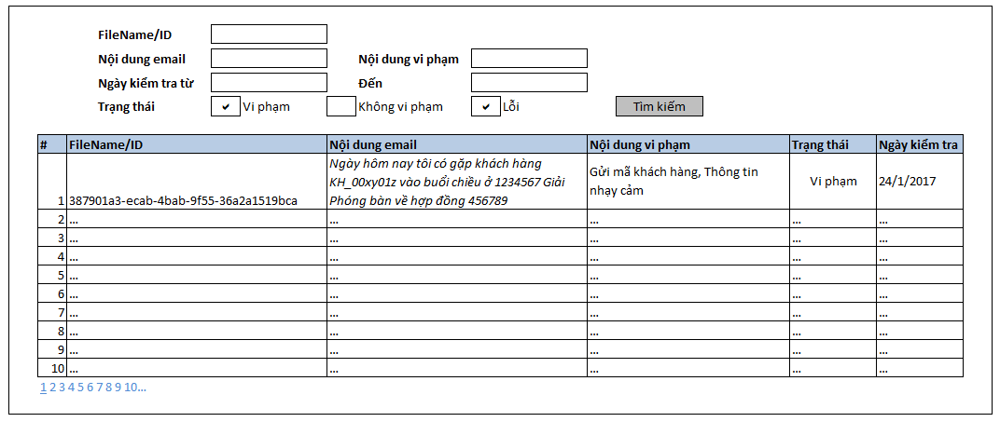 FileName/ID
Nội dung email Nội dung vi phạm
Ngày kiểm tra từ Đến
Trạng thái Vi phạm Không vi phạm Lỗi Tìm kiếm
# FileName/ID Nội dung email Nội dung vi phạm Trạng thái Ngày kiểm tra
1 387901a3-ecab-4bab-9f55-36a2a1519bca
Ngày hôm nay tôi có gặp khách hàng
KH_00xy01z vào buổi chiều ở 1234567 Giải
Phóng bàn về hợp đồng 456789
Gửi mã khách hàng, Thông tin
nhạy cảm
Vi phạm
24/1/2017
2 ... ... ... ... ...
3 ... ... ... ... ...
4 ... ... ... ... ...
5 ... ... ... ... ...
6 ... ... ... ... ...
7 ... ... ... ... ...
8 ... ... ... ... ...
9 ... ... ... ... ...
10 ... ... ... ... ...
1 2 3 4 5 6 7 8 9 10...